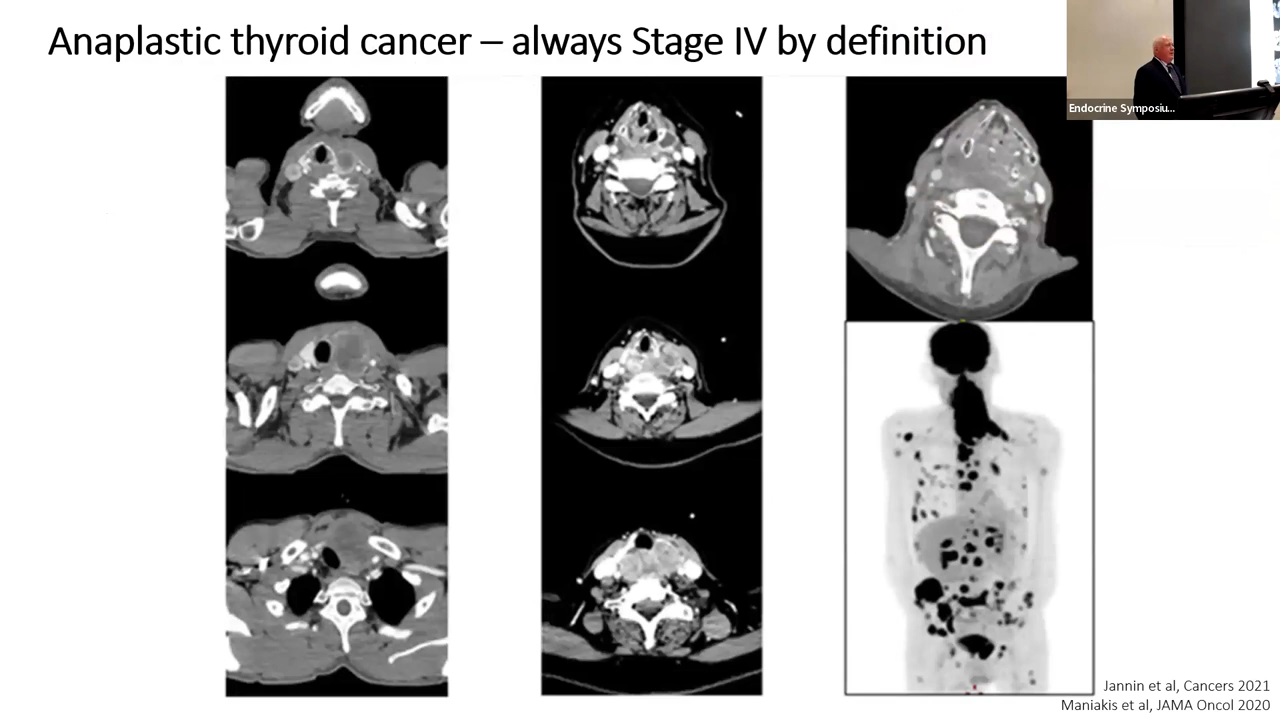 Anaplastic thyroid cancer – always Stage IV by definition
Endocrine Symposiu...
Jannin et al, Cancers 2021
Maniakis et al, JAMA Oncol 2020